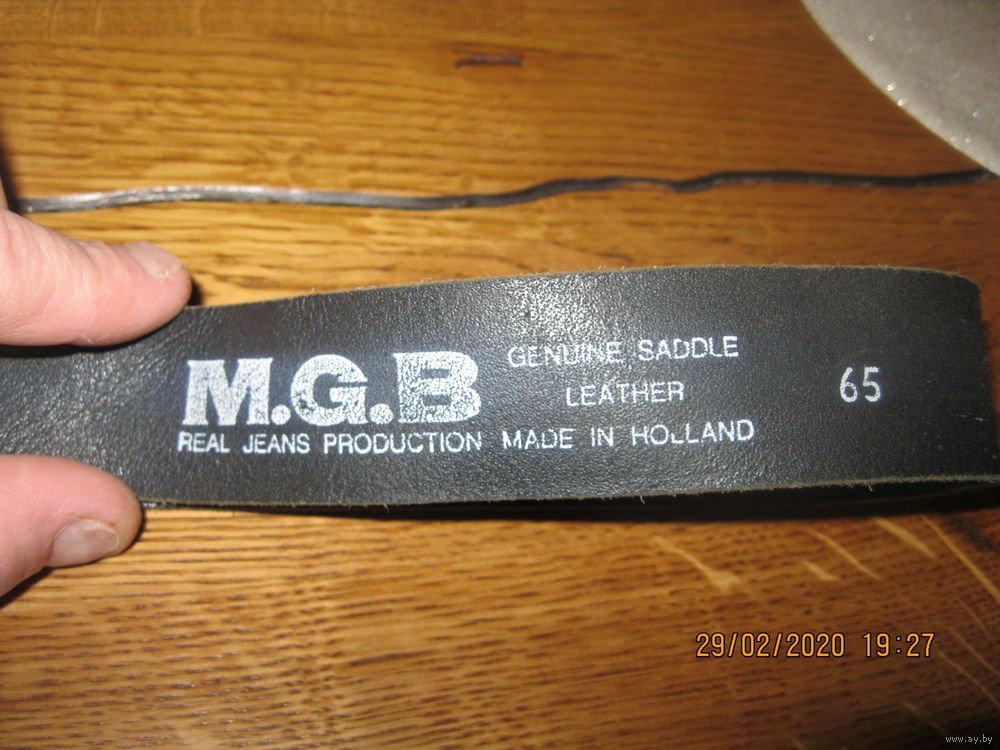 M.G.B
REAL JEANS PRODUCTION
GENUINE SADDLE
LEATHER
MADE IN HOLLAND
65
29/02/2020 19:27
www.ay.by